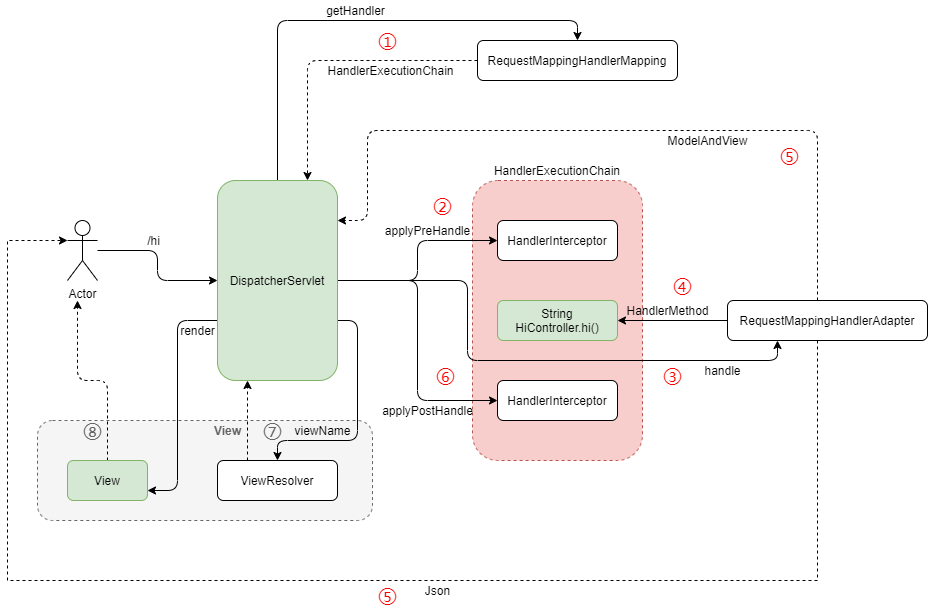 getHandler
①
RequestMappingHandlerMapping
HandlerExecutionChain
ModelAndView
⑤
HandlerExecutionChain
②
applyPreHandle
HandlerInterceptor
/hi
DispatcherServlet
Actor
④
String
HiController.hi()
HandlerMethod
RequestMappingHandlerAdapter
render
③
handle
⑥
applyPostHandle
HandlerInterceptor
⑧
View
⑦
viewName
View
ViewResolver
Json
⑤